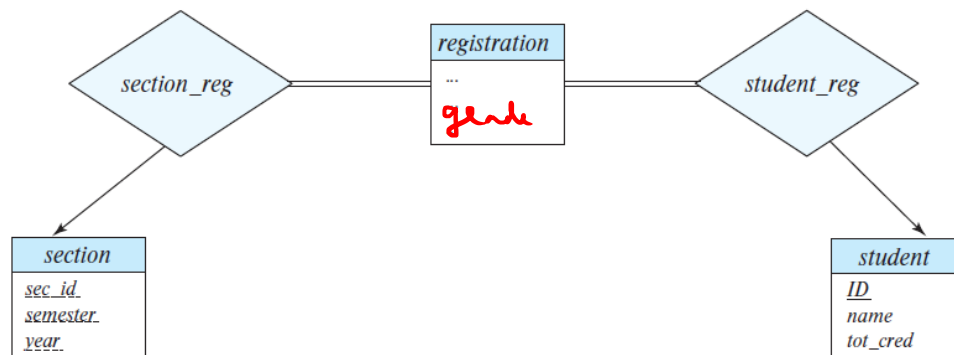 registration
section_reg
...
student_reg
section
student
sec_id
ID
semester
name
year
tot_cred